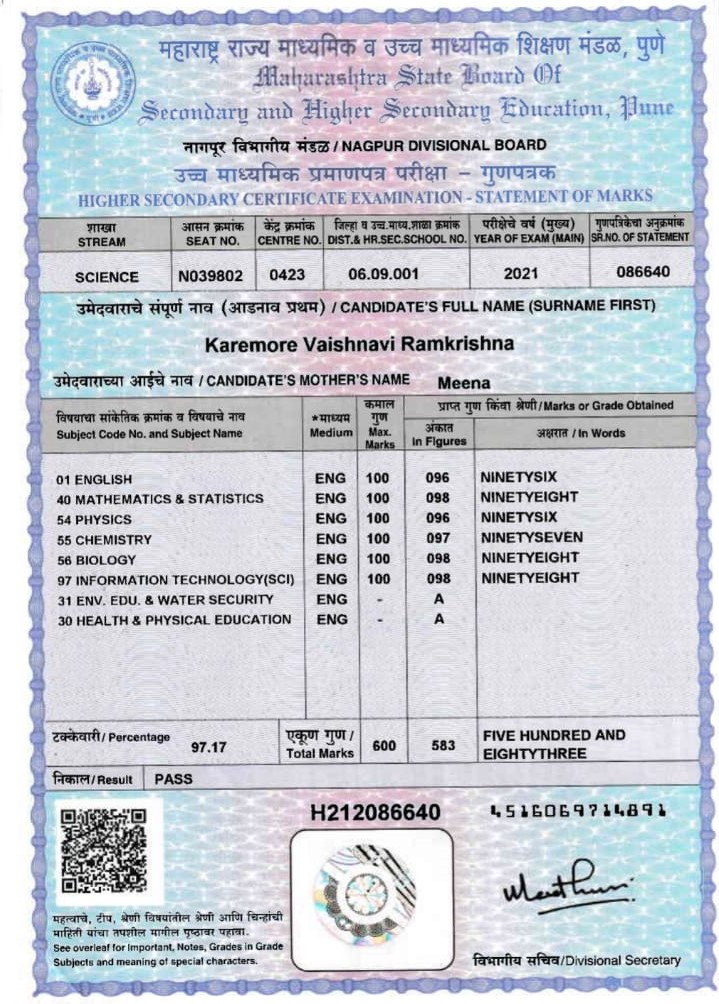 महाराष्ट्र राज्य माध्यमिक व उच्च माध्यमिक शिक्षण मंडळ, पुणे
Maharashtra State Board Of
Secondary and Higher Secondary Education, Pune
नागपूर विभागीय मंडळ / NAGPUR DIVISIONAL BOARD
उच्च माध्यमिक प्रमाणपत्र परीक्षा – गुणपत्रक
HIGHER SECONDARY CERTIFICATE EXAMINATION - STATEMENT OF MARKS
शाखा आसन क्रमांक केंद्र क्रमांक जिल्हा व उच्च.माध्य.शाळा क्रमांक परीक्षेचे वर्ष (मुख्य) गुणपत्रिकेचा अनुक्रमांक
STREAM SEAT NO. CENTRE NO. DIST.& HR.SEC.SCHOOL NO. YEAR OF EXAM (MAIN) SR.NO. OF STATEMENT
SCIENCE N039802 0423 06.09.001 2021 086640
उमेदवाराचे संपूर्ण नाव (आडनाव प्रथम) / CANDIDATE'S FULL NAME (SURNAME FIRST)
Karemore Vaishnavi Ramkrishna
उमेदवाराच्या आईचे नाव / CANDIDATE'S MOTHER'S NAME Meena
विषयाचा सांकेतिक क्रमांक व विषयाचे नाव
Subject Code No. and Subject Name
*माध्यम
Medium
कमाल
गुण
Max.
Marks
प्राप्त गुण किंवा श्रेणी/Marks or Grade Obtained
अंकात
In Figures
अक्षरात / In Words
01 ENGLISH ENG 100 096 NINETYSIX
40 MATHEMATICS & STATISTICS ENG 100 098 NINETYEIGHT
54 PHYSICS ENG 100 096 NINETYSIX
55 CHEMISTRY ENG 100 097 NINETYSEVEN
56 BIOLOGY ENG 100 098 NINETYEIGHT
97 INFORMATION TECHNOLOGY(SCI) ENG 100 098 NINETYEIGHT
31 ENV. EDU. & WATER SECURITY ENG - A
30 HEALTH & PHYSICAL EDUCATION ENG - A
टक्केवारी/ Percentage 97.17
एकूण गुण /
Total Marks
600 583
FIVE HUNDRED AND
EIGHTYTHREE
निकाल/Result PASS
H212086640
4516069714891
महत्वाचे, टीप, श्रेणी विषयांतील श्रेणी आणि चिन्हांची
माहिती यांचा तपशील मागील पृष्ठावर पहावा.
See overleaf for Important, Notes, Grades in Grade
Subjects and meaning of special characters.
विभागीय सचिव/Divisional Secretary